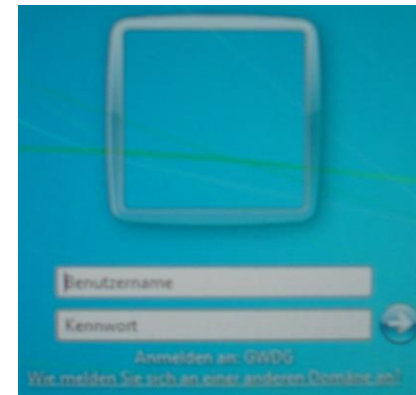 Benutzername
Kennwort
Anmelden an: GWDG
Wie melden Sie sich an einer anderen Domäne an?